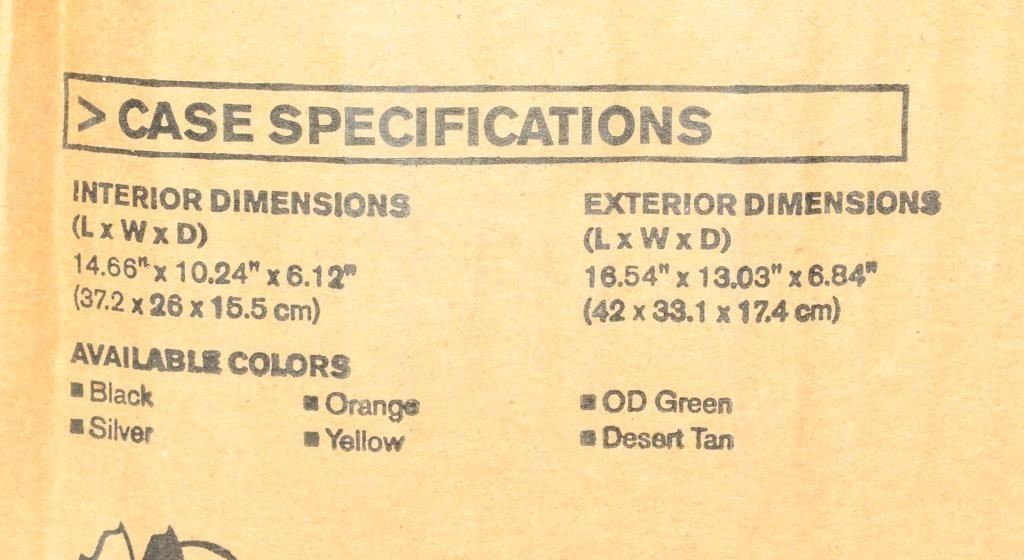 > CASE SPECIFICATIONS
INTERIOR DIMENSIONS
(L x W x D)
14.66" x 10.24" x 6.12"
(37.2 x 26 x 15.5 cm)
EXTERIOR DIMENSIONS
(L x W x D)
16.54" x 13.03" x 6.84"
(42 x 33.1 x 17.4 cm)
AVAILABLE COLORS
■ Black
■ Silver
■ Orange
■ Yellow
■ OD Green
■ Desert Tan